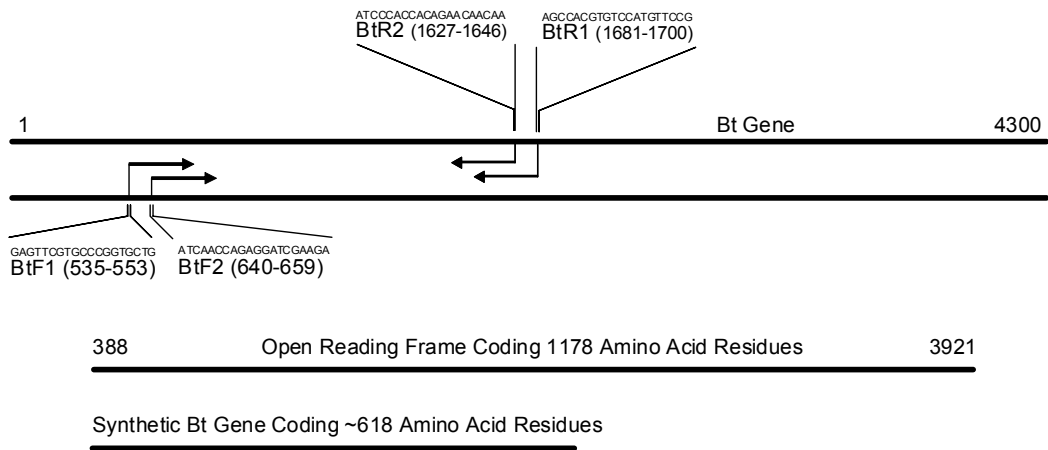 ATCCCACCACAGAACAACAA
BtR2 (1627-1646)
AGCCACGTGTCCATGTTCCG
BtR1 (1681-1700)
1
Bt Gene
4300
GAGTTCGTGCCCGGTGCTG
BtF1 (535-553)
ATCAACCAGAGGATCGAAGA
BtF2 (640-659)
388
Open Reading Frame Coding 1178 Amino Acid Residues
3921
Synthetic Bt Gene Coding ~618 Amino Acid Residues